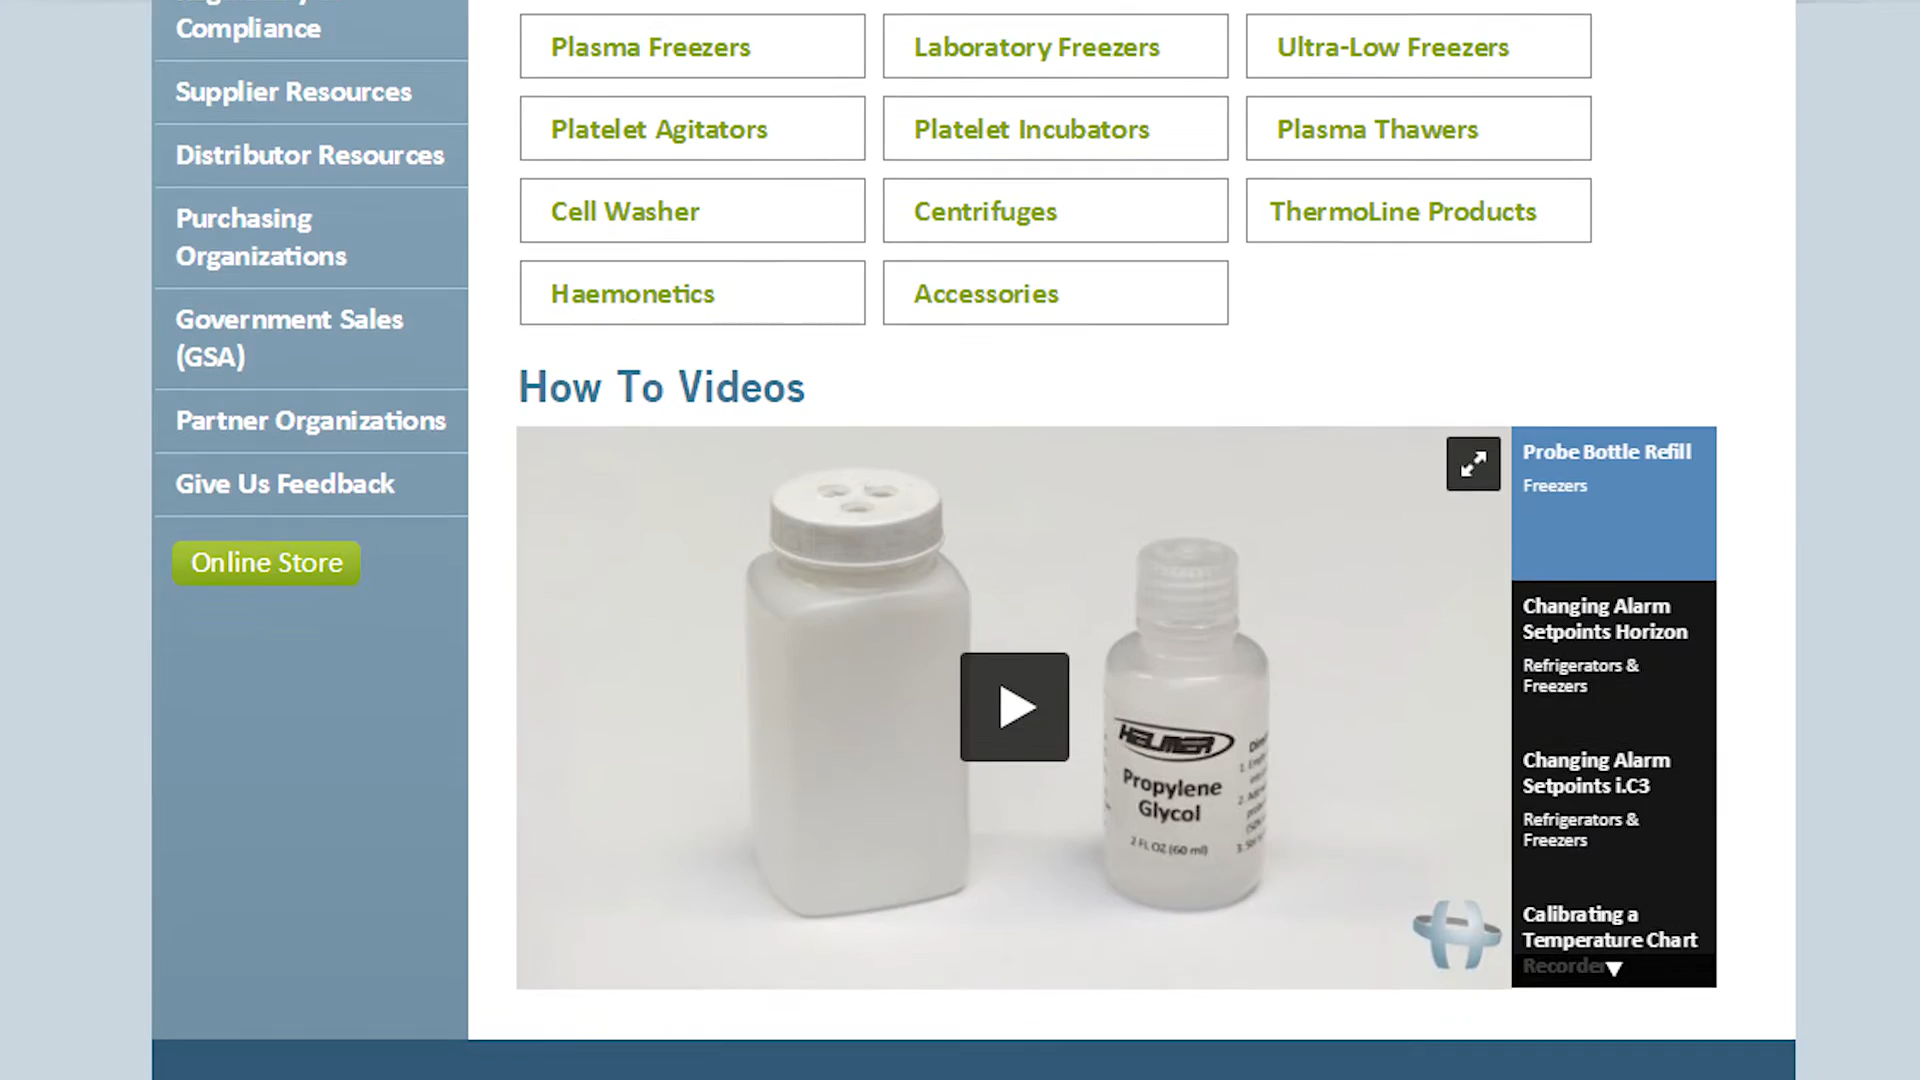 Compliance
Supplier Resources
Distributor Resources
Purchasing
Organizations
Government Sales
(GSA)
Partner Organizations
Give Us Feedback
Online Store
Plasma Freezers
Laboratory Freezers
Ultra-Low Freezers
Platelet Agitators
Platelet Incubators
Plasma Thawers
Cell Washer
Centrifuges
ThermoLine Products
Haemonetics
Accessories
How To Videos
HELMER
Propylene
Glycol
2 FL OZ (60 ml)
Probe Bottle Refill
Freezers
Changing Alarm
Setpoints Horizon
Refrigerators &
Freezers
Changing Alarm
Setpoints i.C3
Refrigerators &
Freezers
Calibrating a
Temperature Chart
Recorder